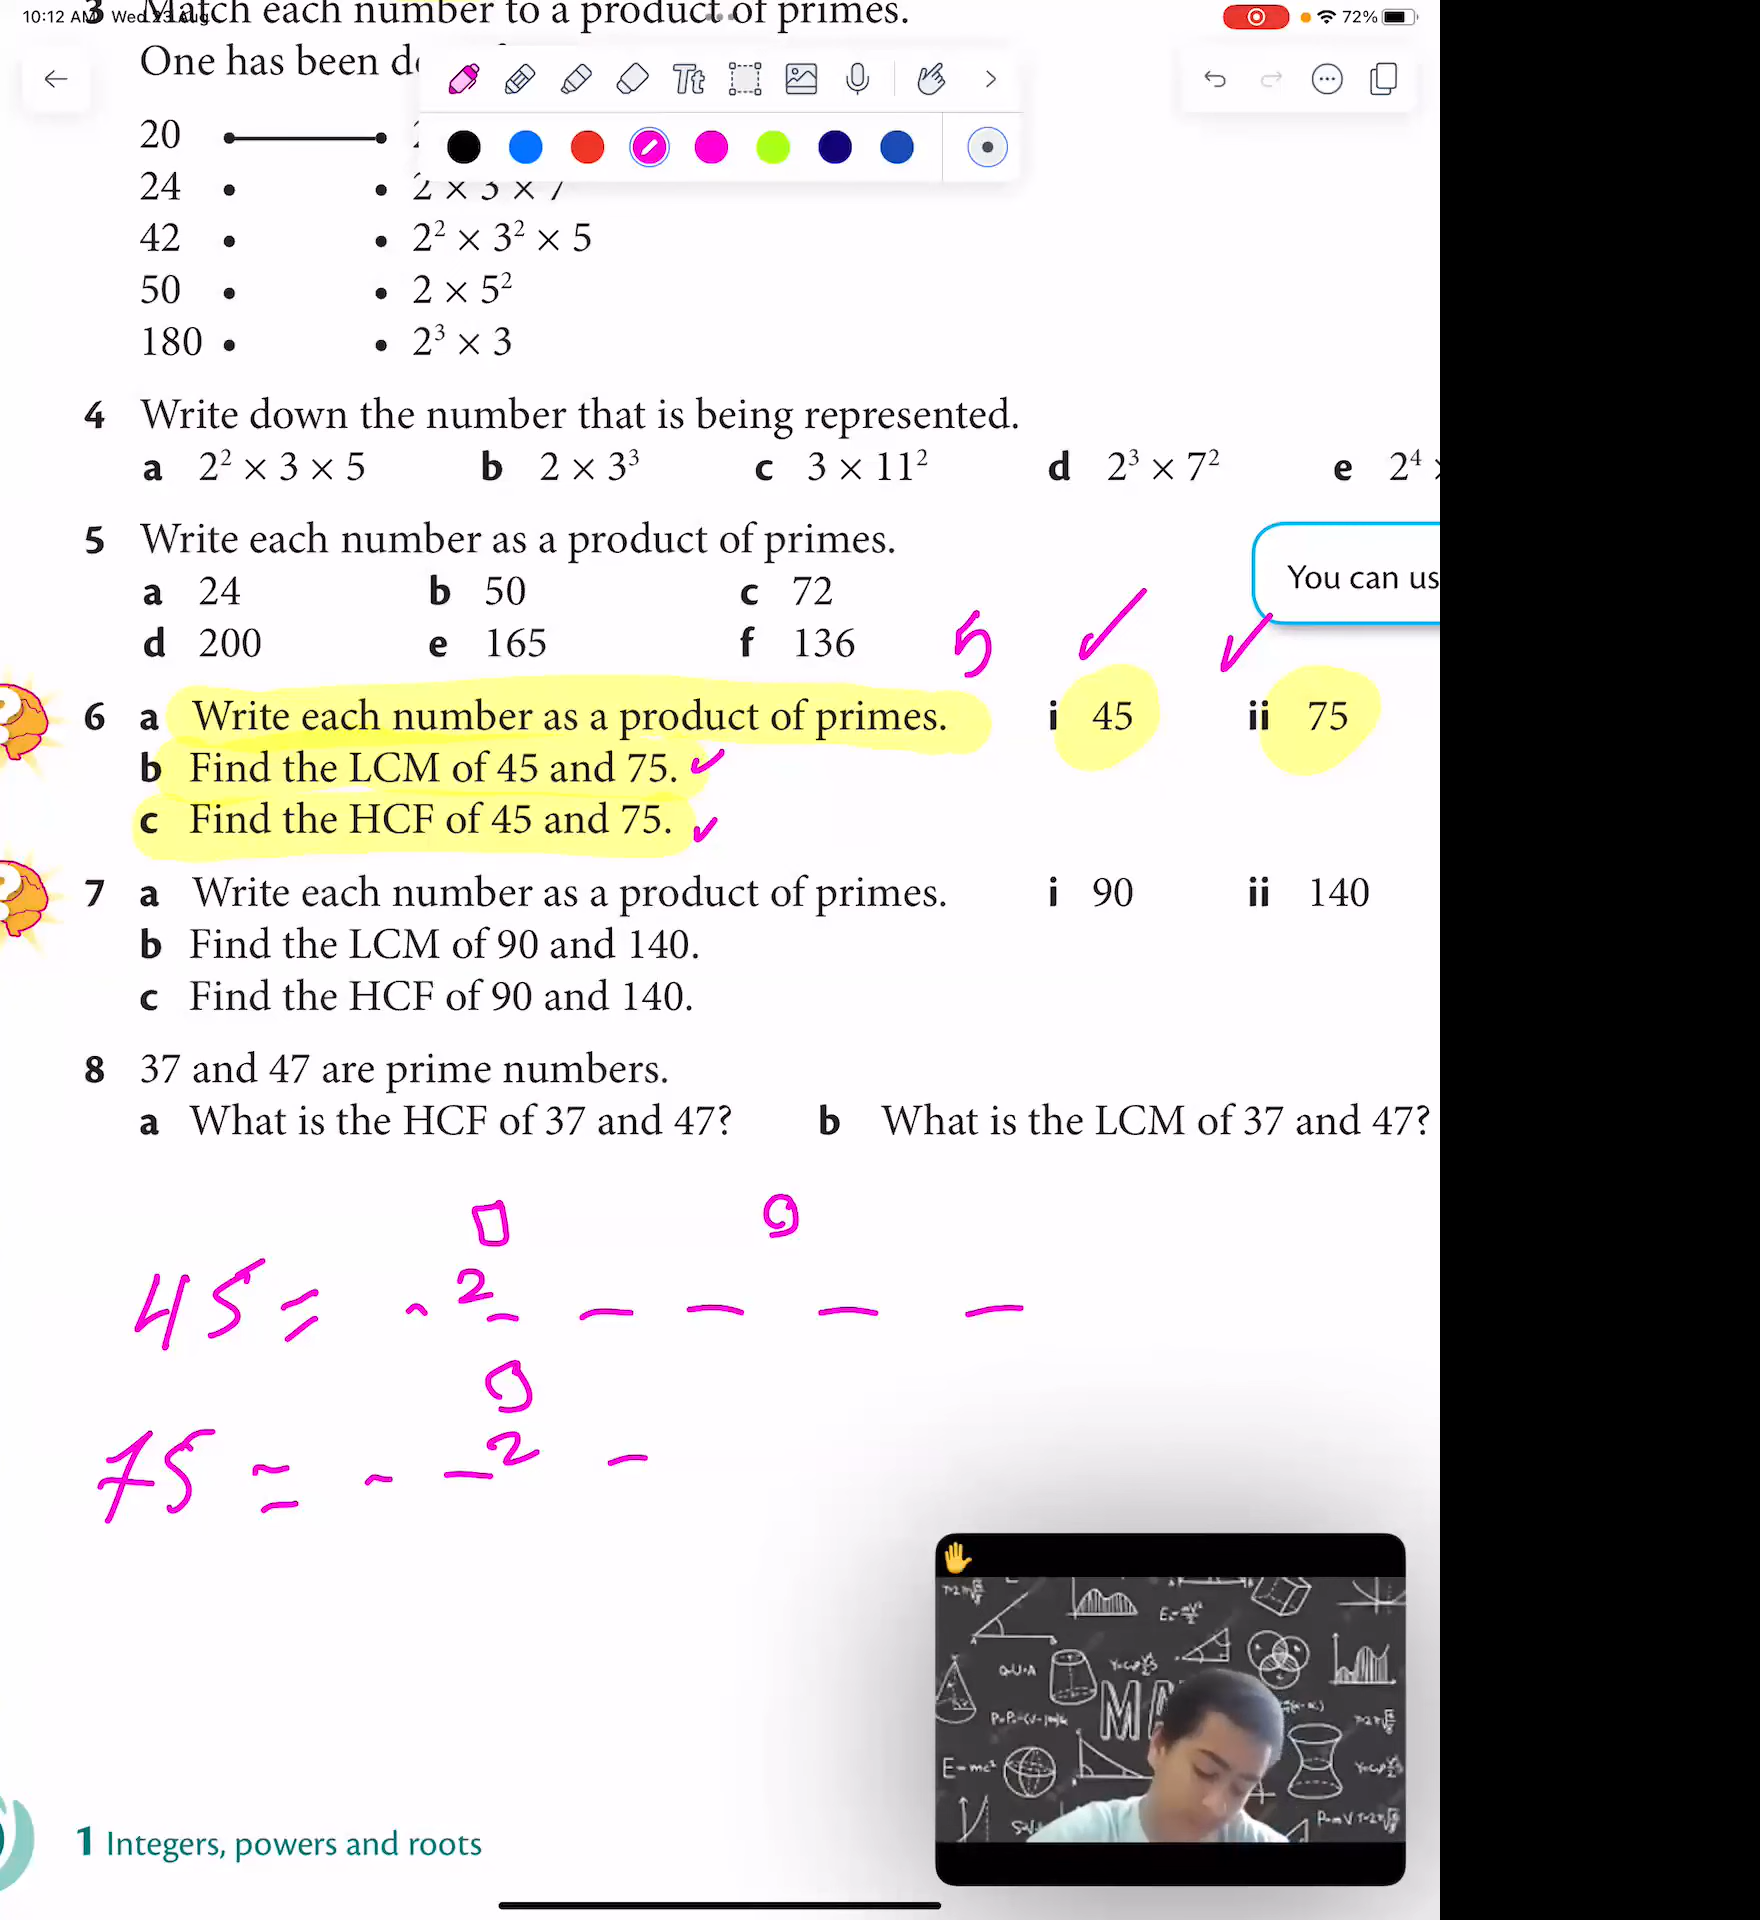 10:12 AM Wed 23 Aug
72%
3 Match each number to a product of primes.
One has been
Tt
20
24 2 × 3 × 7
42 2² × 3² × 5
50 2 × 5²
180 2³ × 3
4 Write down the number that is being represented.
a 2² × 3 × 5 b 2 × 3³ c 3 × 11² d 2³ × 7² e 2⁴
5 Write each number as a product of primes.
You can us
a 24 b 50 c 72
d 200 e 165 f 136 5
6 a Write each number as a product of primes. i 45 ii 75
b Find the LCM of 45 and 75.
c Find the HCF of 45 and 75.
7 a Write each number as a product of primes. i 90 ii 140
b Find the LCM of 90 and 140.
c Find the HCF of 90 and 140.
8 37 and 47 are prime numbers.
a What is the HCF of 37 and 47? b What is the LCM of 37 and 47?
45 = 2
75 = 2
E=mc²
1 Integers, powers and roots